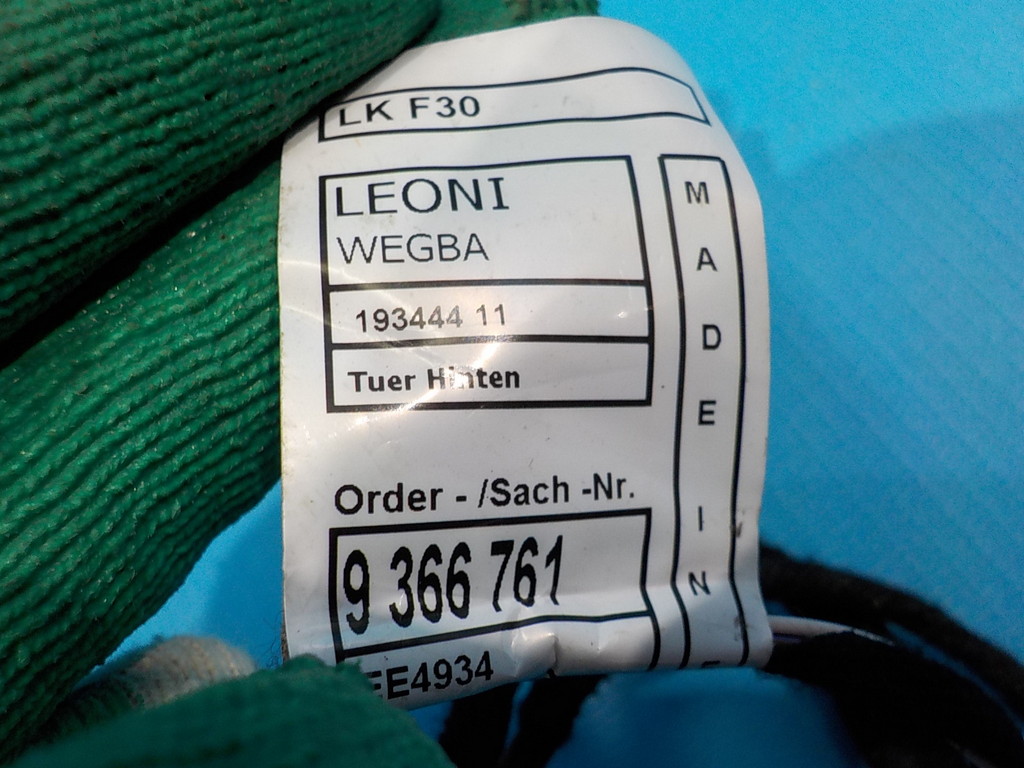 LK F30
LEONI
WEGBA
193444 11
Tuer Hinten
Order - /Sach -Nr.
9 366 761
EE4934
MADE IN